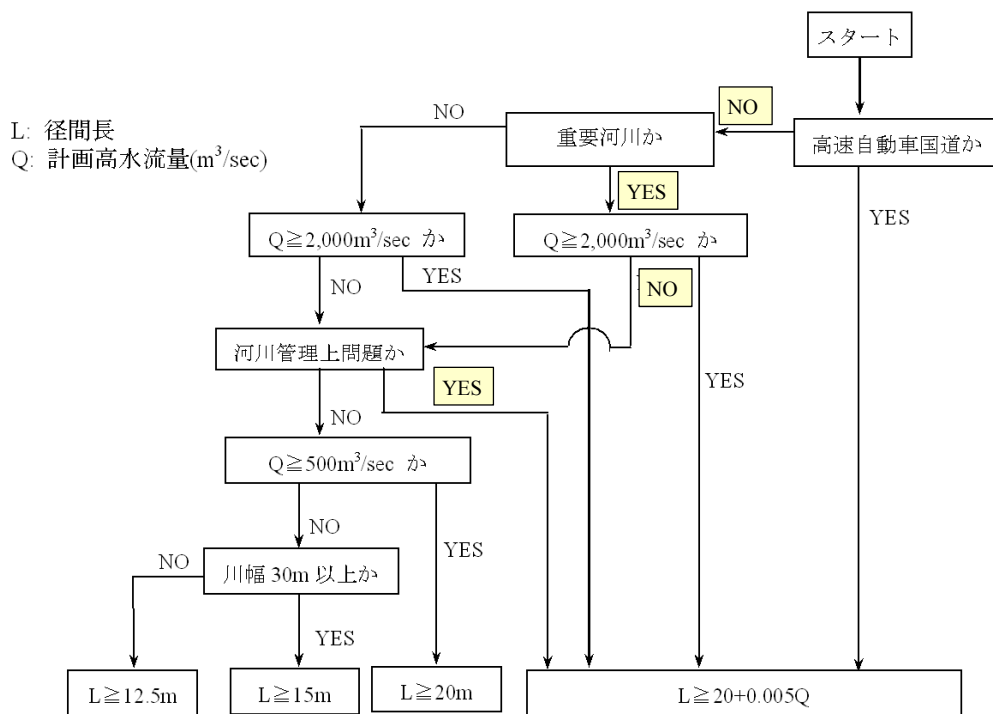 スタート
L: 径間長
Q: 計画高水流量(m³/sec)
NO
重要河川か
NO
高速自動車国道か
YES
YES
Q≧2,000m³/sec か
Q≧2,000m³/sec か
NO
YES
NO
河川管理上問題か
YES
YES
NO
Q≧500m³/sec か
NO
YES
NO
川幅 30m 以上か
YES
L≧12.5m
L≧15m
L≧20m
L≧20+0.005Q